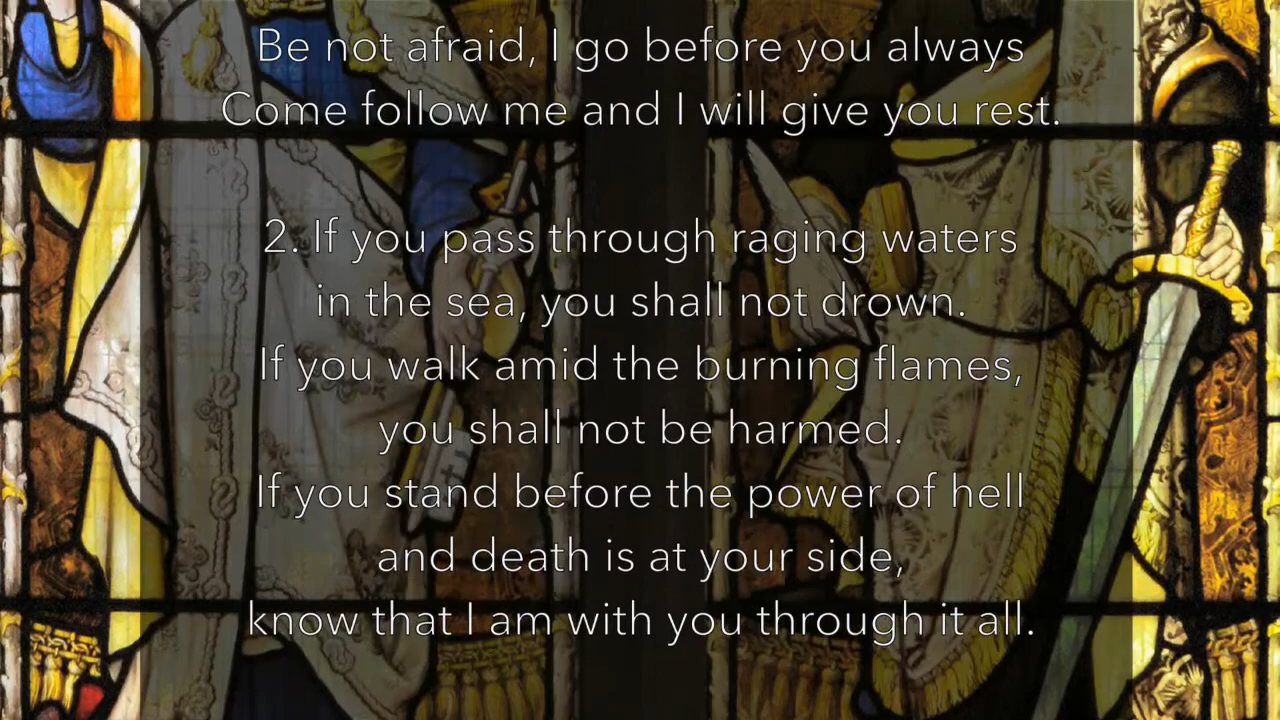 Be not afraid, I go before you always
Come follow me and I will give you rest.
2. If you pass through raging waters
in the sea, you shall not drown.
If you walk amid the burning flames,
you shall not be harmed.
If you stand before the power of hell
and death is at your side,
know that I am with you through it all.